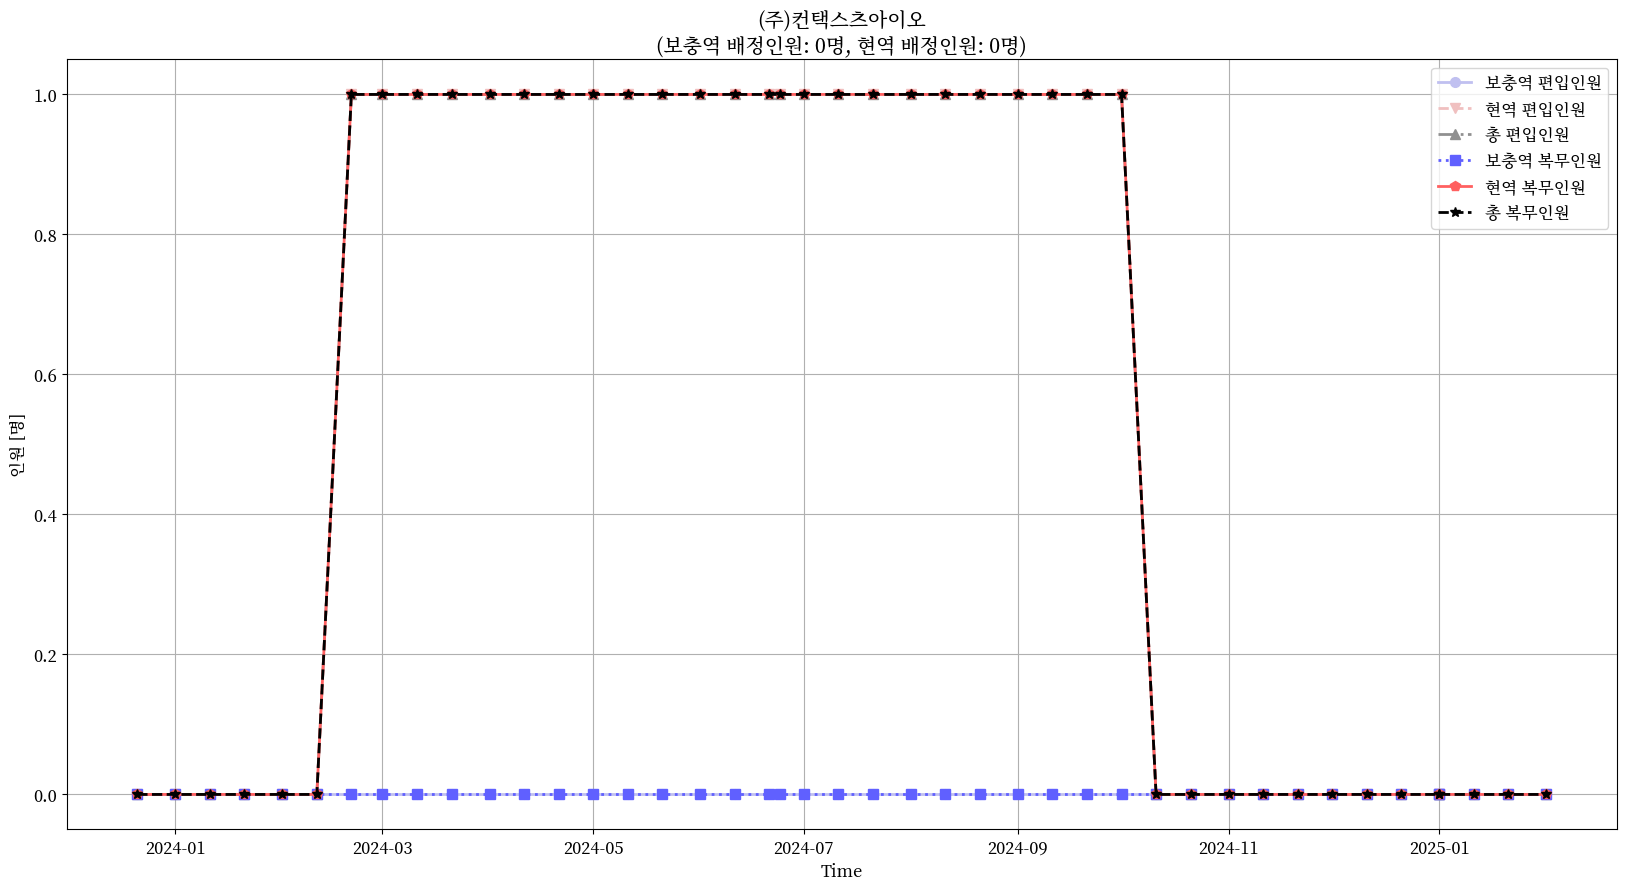 (주)컨택스츠아이오
(보충역 배정인원: 0명, 현역 배정인원: 0명)
보충역 편입인원
현역 편입인원
총 편입인원
보충역 복무인원
현역 복무인원
총 복무인원
인원 [명]
1.0
0.8
0.6
0.4
0.2
0.0
2024-01
2024-03
2024-05
2024-07
2024-09
2024-11
2025-01
Time